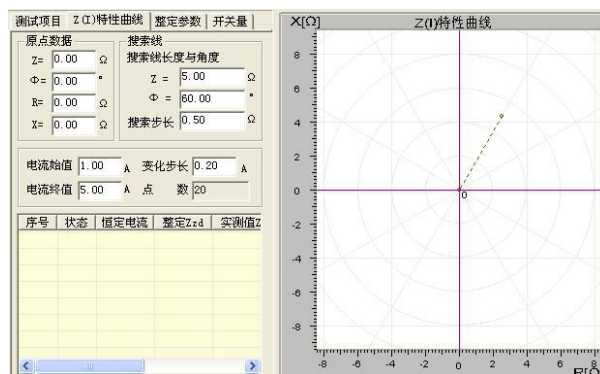 测试项目 Z(I)特性曲线 整定参数 开关量
原点数据 搜索线
Z= 0.00 Ω 搜索线长度与角度
Φ= 0.00 ° Z = 5.00 Ω
R= 0.00 Ω Φ = 60.00 °
X= 0.00 Ω 搜索步长 0.50 Ω
电流始值 1.00 A 变化步长 0.20 A
电流终值 5.00 A 点 数 20
序号 状态 恒定电流 整定Zzd 实测值Z
X[Ω] Z(I)特性曲线
8
6
4
2
0 0
-2
-4
-6
-8
-8 -6 -4 -2 0 2 4 6 8
R[Ω